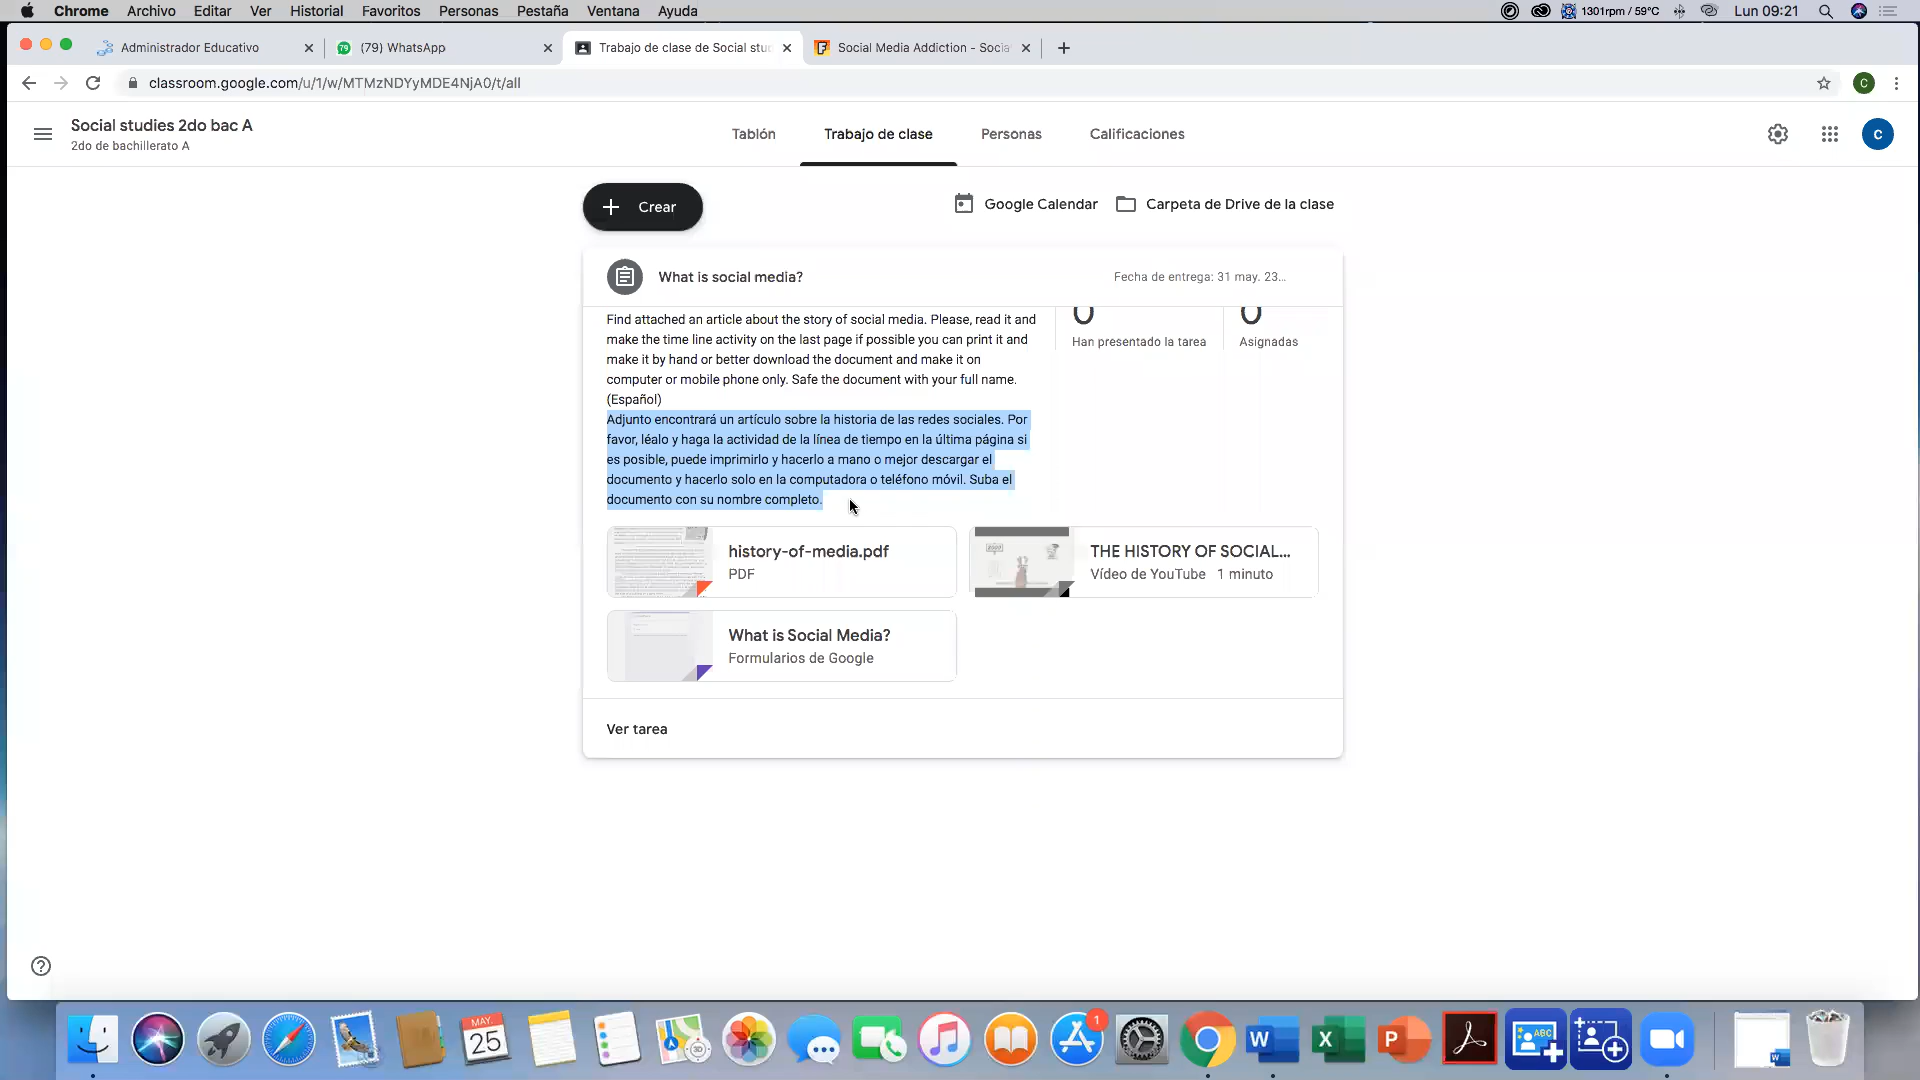 Chrome Archivo Editar Ver Historial Favoritos Personas Pestaña Ventana Ayuda 1301rpm / 59°C Lun 09:21
Administrador Educativo (79) WhatsApp Trabajo de clase de Social stu Social Media Addiction - Socia
classroom.google.com/u/1/w/MTMzNDYyMDE4NjA0/t/all
C
Social studies 2do bac A
2do de bachillerato A
Tablón Trabajo de clase Personas Calificaciones
C
Crear
Google Calendar Carpeta de Drive de la clase
What is social media? Fecha de entrega: 31 may. 23...
Find attached an article about the story of social media. Please, read it and
make the time line activity on the last page if possible you can print it and
make it by hand or better download the document and make it on
computer or mobile phone only. Safe the document with your full name.
(Español)
Adjunto encontrará un artículo sobre la historia de las redes sociales. Por
favor, léalo y haga la actividad de la línea de tiempo en la última página si
es posible, puede imprimirlo y hacerlo a mano o mejor descargar el
documento y hacerlo solo en la computadora o teléfono móvil. Suba el
documento con su nombre completo.
0 0
Han presentado la tarea Asignadas
history-of-media.pdf
PDF
THE HISTORY OF SOCIAL...
Vídeo de YouTube 1 minuto
What is Social Media?
Formularios de Google
Ver tarea
MAY.
25
3D
1
W
X
P
ABC
W